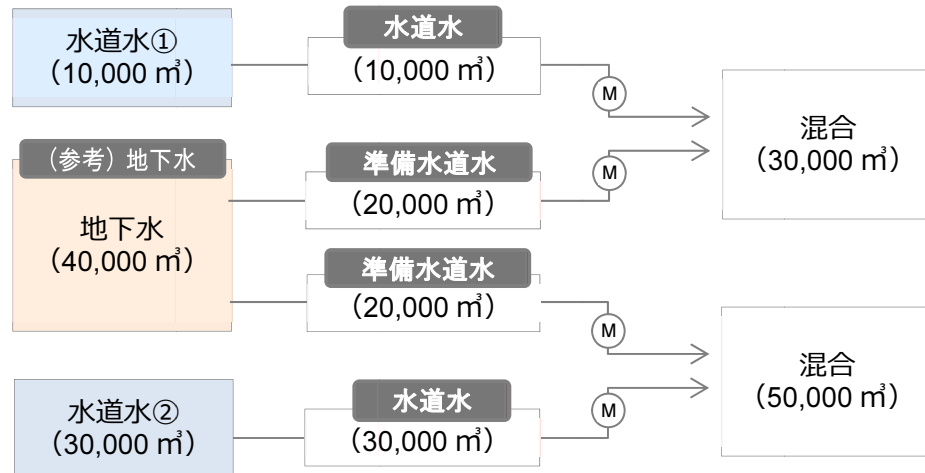 水道水①
（10,000 ㎥）
水道水
（10,000 ㎥）
M
混合
（30,000 ㎥）
（参考）地下水
地下水
（40,000 ㎥）
準備水道水
（20,000 ㎥）
M
準備水道水
（20,000 ㎥）
M
混合
（50,000 ㎥）
水道水②
（30,000 ㎥）
水道水
（30,000 ㎥）
M